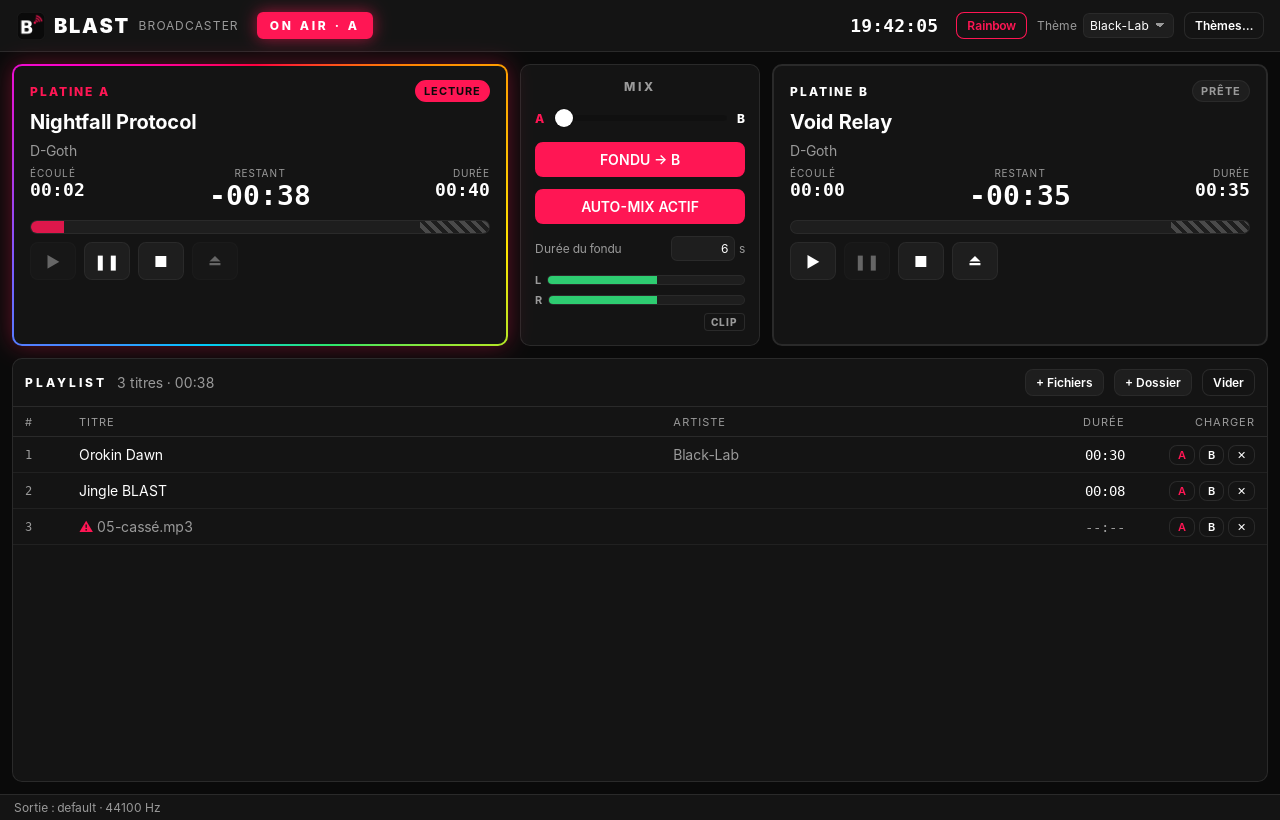 BLAST BROADCASTER ON AIR · A 19:42:05 Rainbow Thème Black-Lab Thèmes...
PLATINE A LECTURE
Nightfall Protocol
D-Goth
ÉCOULÉ RESTANT DURÉE
00:02 -00:38 00:40
MIX
A B
FONDU → B
AUTO-MIX ACTIF
Durée du fondu 6 s
L
R
CLIP
PLATINE B PRÊTE
Void Relay
D-Goth
ÉCOULÉ RESTANT DURÉE
00:00 -00:35 00:35
PLAYLIST 3 titres · 00:38 + Fichiers + Dossier Vider
# TITRE ARTISTE DURÉE CHARGER
1 Orokin Dawn Black-Lab 00:30 A B ✕
2 Jingle BLAST 00:08 A B ✕
3 05-cassé.mp3 --:-- A B ✕
Sortie : default · 44100 Hz